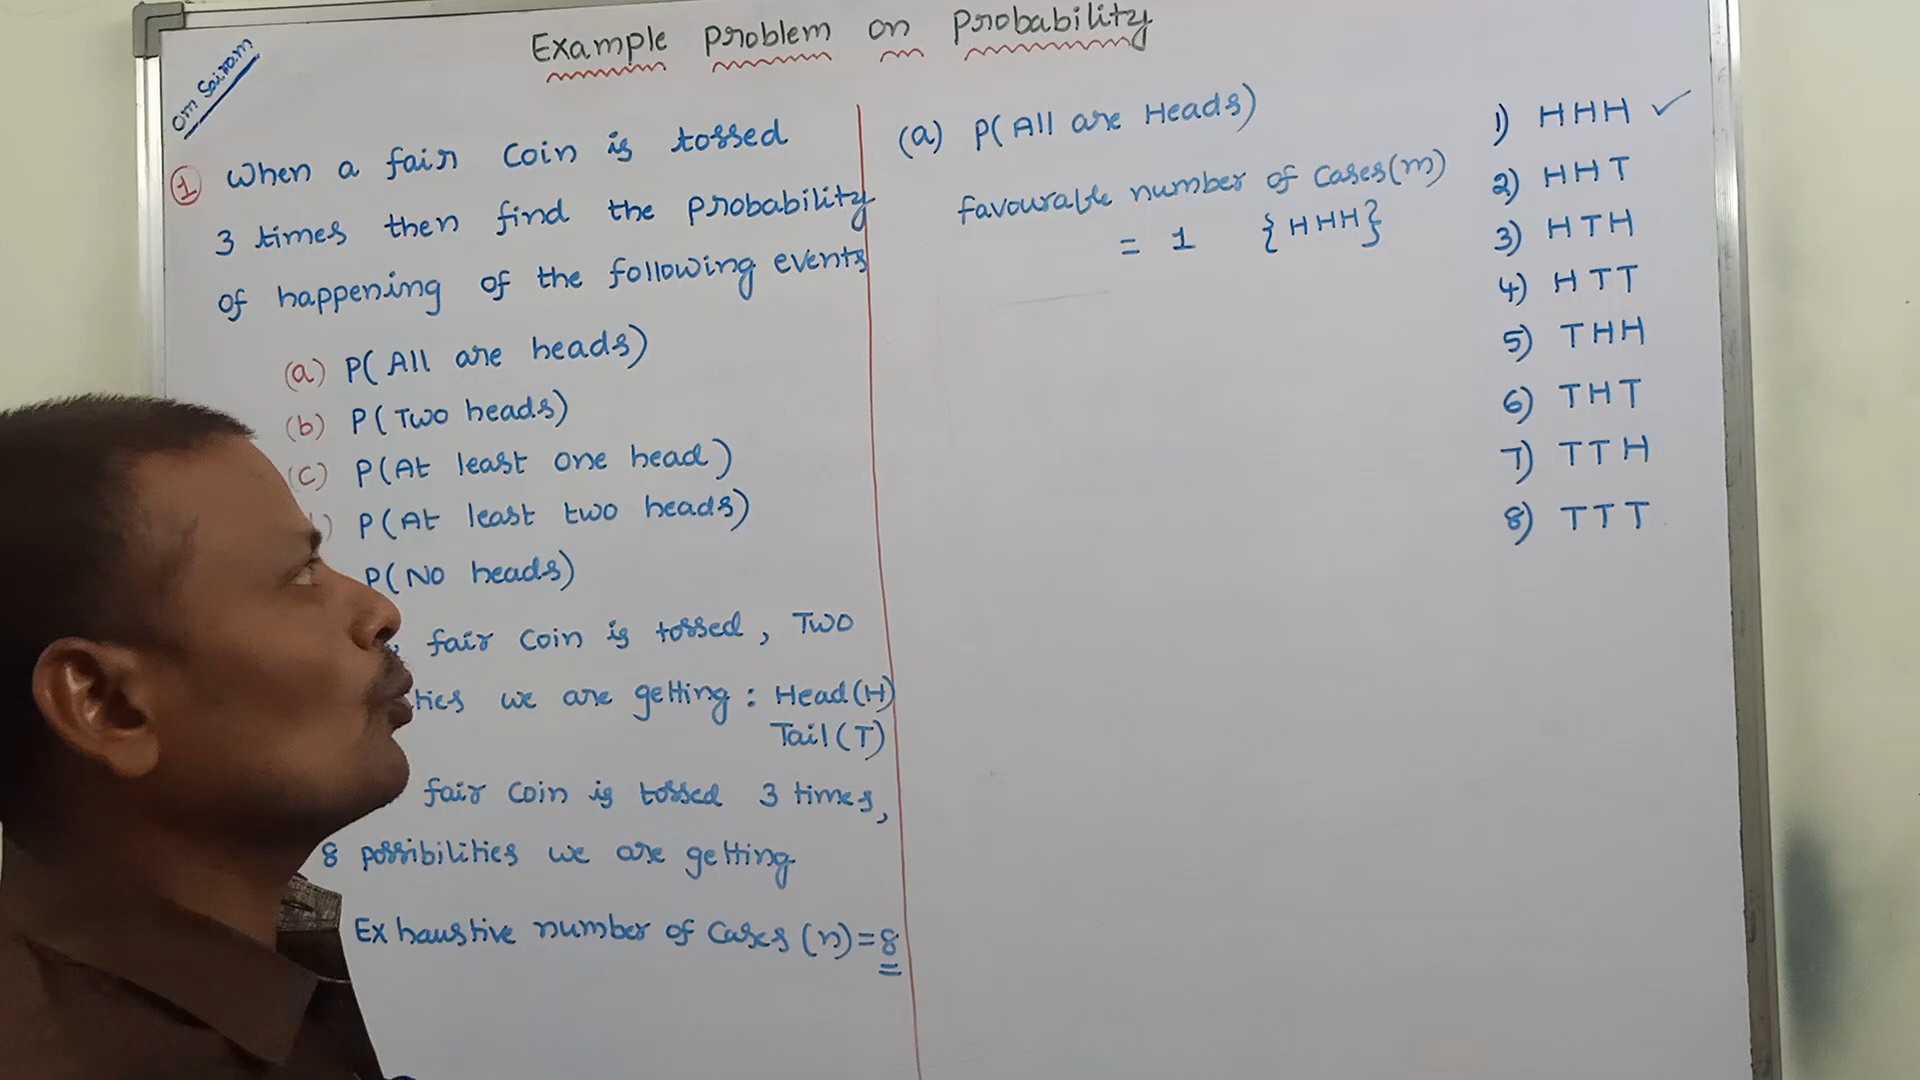 Example Problem on Probability
Om Sairam
1 When a fair coin is tossed
3 times then find the probability
of happening of the following events
(a) P(All are heads)
(b) P(Two heads)
(c) P(At least one head)
P(At least two heads)
P(No heads)
fair coin is tossed, Two
we are getting : Head(H)
Tail(T)
fair coin is tossed 3 times,
8 possibilities we are getting
Exhaustive number of cases (n)=8
(a) P(All are Heads)
favourable number of cases(m)
= 1 {HHH}
1) HHH ✓
2) HHT
3) HTH
4) HTT
5) THH
6) THT
7) TTH
8) TTT